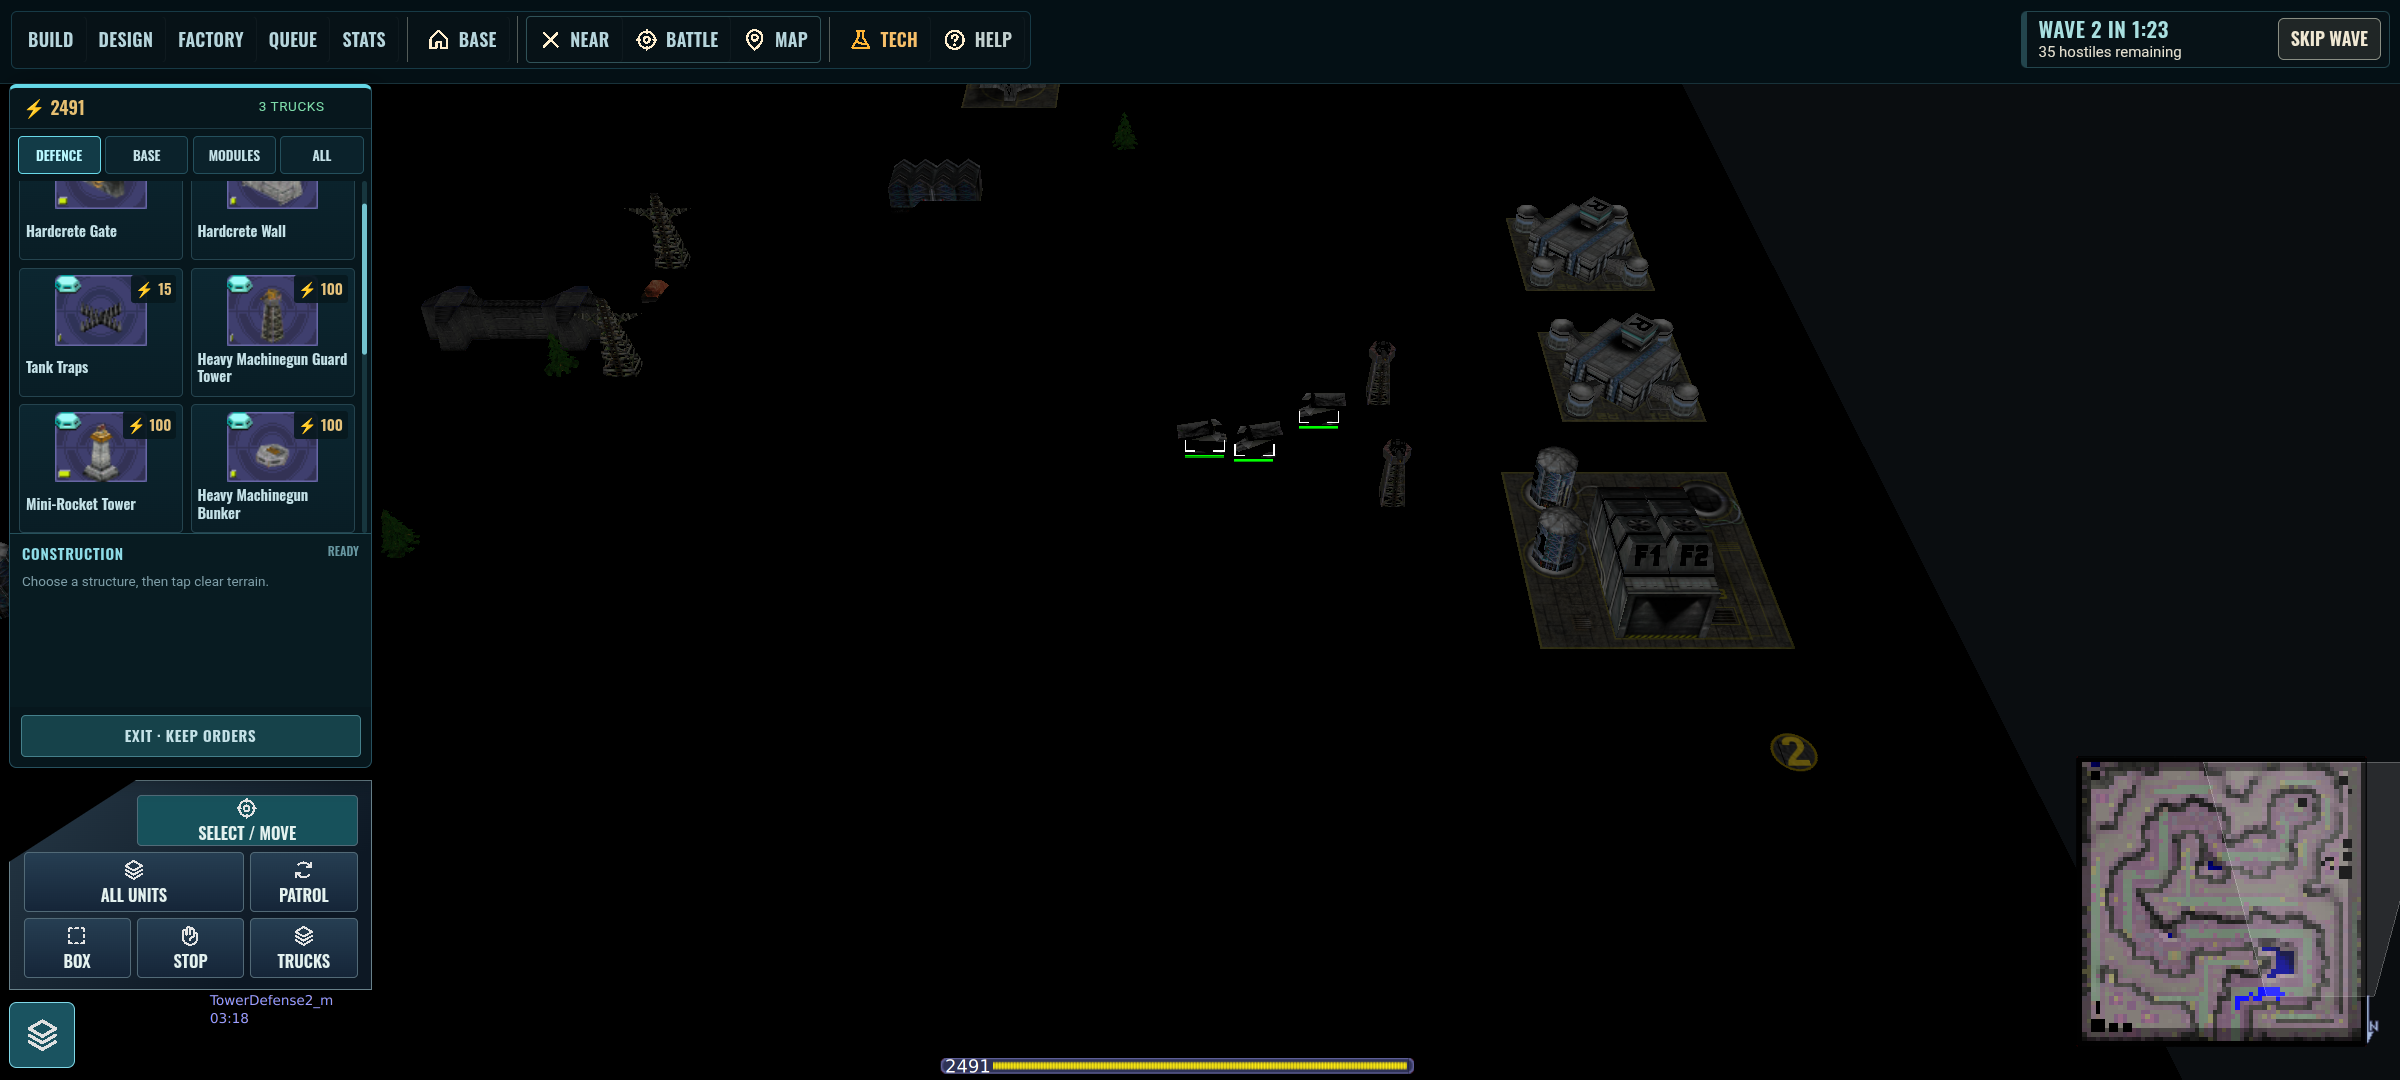 BUILD DESIGN FACTORY QUEUE STATS BASE NEAR BATTLE MAP TECH HELP
WAVE 2 IN 1:23
35 hostiles remaining
SKIP WAVE
2491
3 TRUCKS
DEFENCE BASE MODULES ALL
Hardcrete Gate
Hardcrete Wall
15
Tank Traps
100
Heavy Machinegun Guard
Tower
100
Mini-Rocket Tower
100
Heavy Machinegun
Bunker
CONSTRUCTION
READY
Choose a structure, then tap clear terrain.
EXIT · KEEP ORDERS
SELECT / MOVE
ALL UNITS
PATROL
BOX
STOP
TRUCKS
TowerDefense2_m
03:18
R
R
F1 F2
2
N
2491